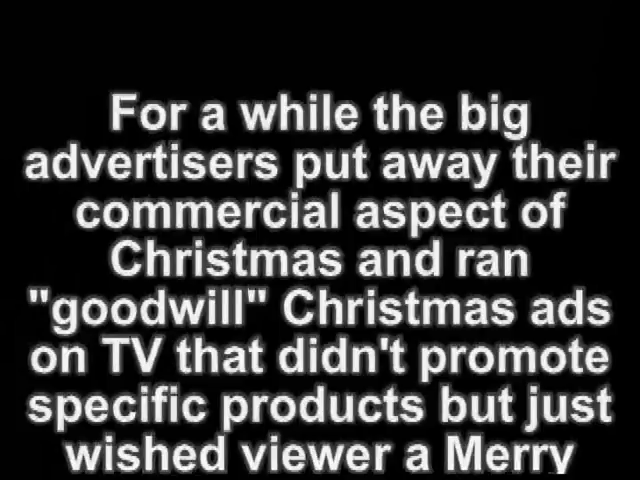 For a while the big
advertisers put away their
commercial aspect of
Christmas and ran
"goodwill" Christmas ads
on TV that didn't promote
specific products but just
wished viewer a Merry